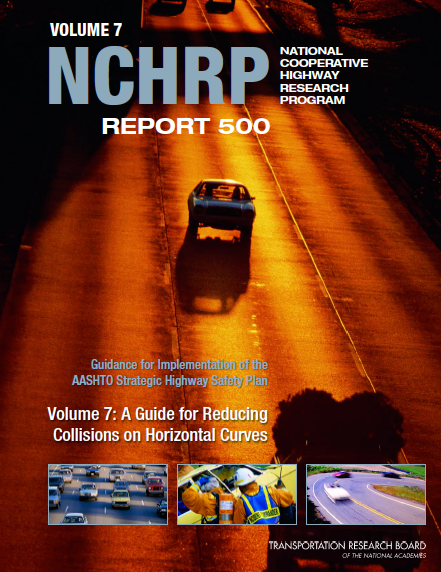 VOLUME 7
NCHRP
REPORT 500
NATIONAL
COOPERATIVE
HIGHWAY
RESEARCH
PROGRAM
Guidance for Implementation of the
AASHTO Strategic Highway Safety Plan
Volume 7: A Guide for Reducing
Collisions on Horizontal Curves
TRANSPORTATION RESEARCH BOARD
OF THE NATIONAL ACADEMIES